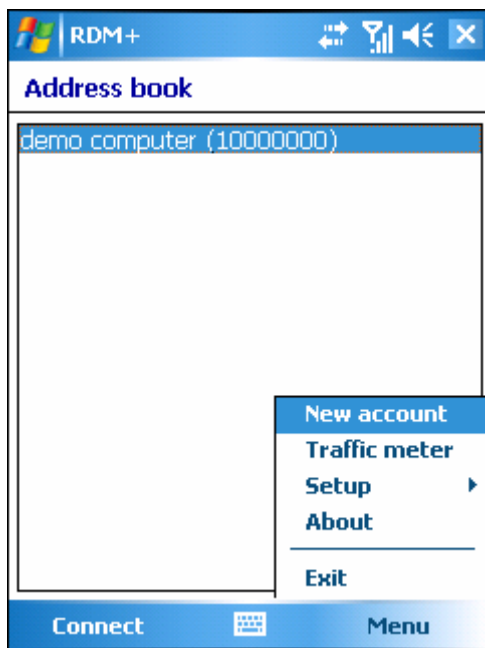 RDM+
Address book
demo computer (10000000)
New account
Traffic meter
Setup
About
Exit
Connect
Menu